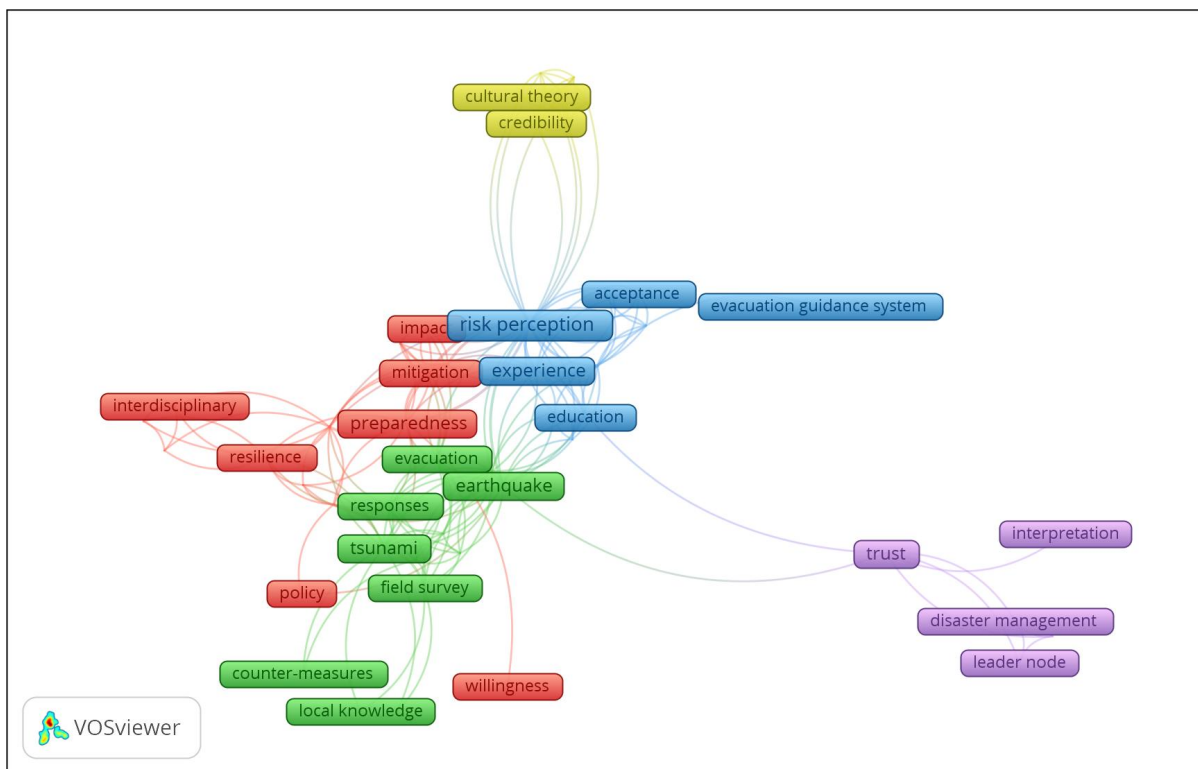 cultural theory
credibility
acceptance
evacuation guidance system
risk perception
impac
mitigation
experience
interdisciplinary
preparedness
education
resilience
evacuation
earthquake
responses
tsunami
trust
interpretation
policy
field survey
disaster management
leader node
counter-measures
willingness
local knowledge
VOSviewer